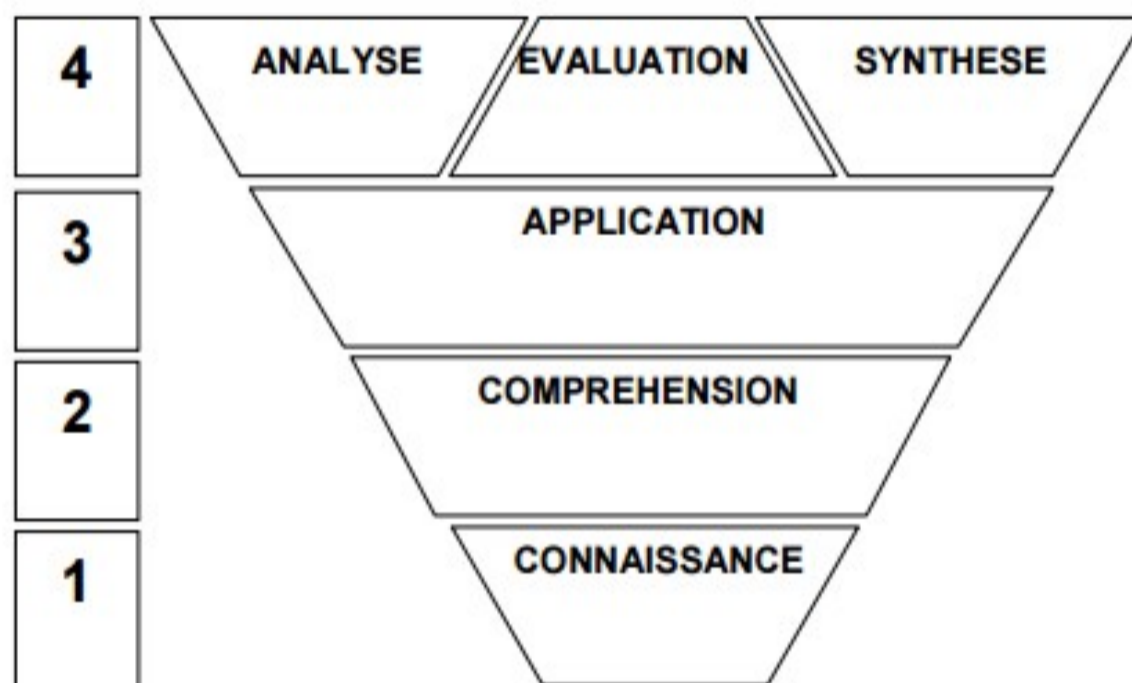 4 ANALYSE EVALUATION SYNTHESE
3 APPLICATION
2 COMPREHENSION
1 CONNAISSANCE